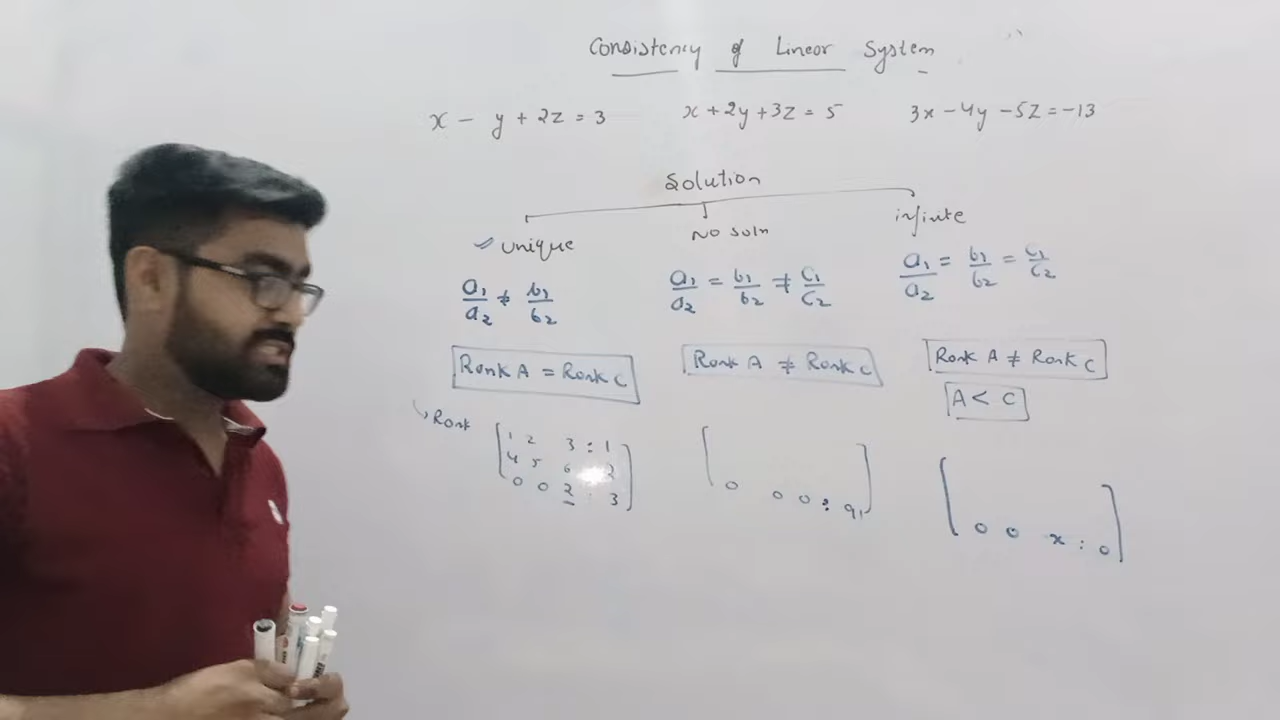 Consistency of Linear System
x - y + 2z = 3    x + 2y + 3z = 5    3x - 4y - 5z = -13
Solution
unique    No soln    infinite
a1/a2 ≠ b1/b2    a1/a2 = b1/b2 ≠ c1/c2    a1/a2 = b1/b2 = c1/c2
Rank A = Rank C    Rank A ≠ Rank C    Rank A ≠ Rank C
A < C
Rank
1 2 3 : 1
4 5 6 2
0 0 2 : 3
0 0 0 : 91
0 0 x : 0